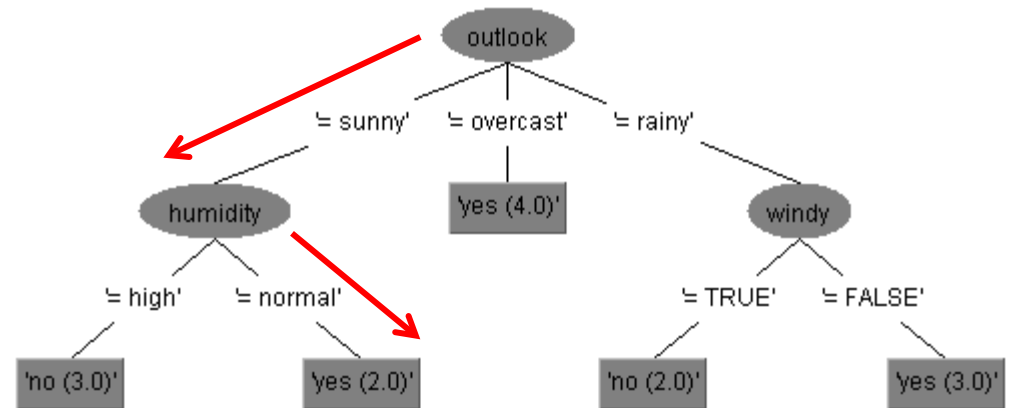 outlook
'= sunny' '= overcast' '= rainy'
humidity 'yes (4.0)' windy
'= high' '= normal' '= TRUE' '= FALSE'
'no (3.0)' 'yes (2.0)' 'no (2.0)' 'yes (3.0)'